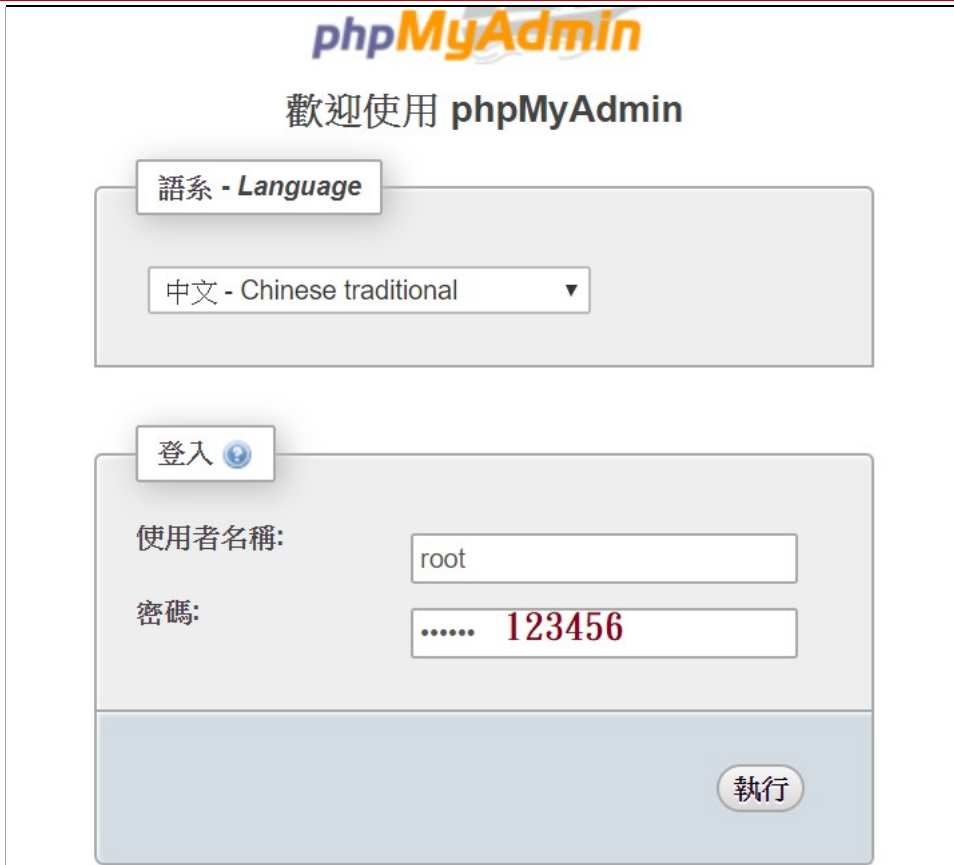 phpMyAdmin
歡迎使用 phpMyAdmin
語系 - Language
中文 - Chinese traditional
登入
使用者名稱:
root
密碼:
•••••• 123456
執行